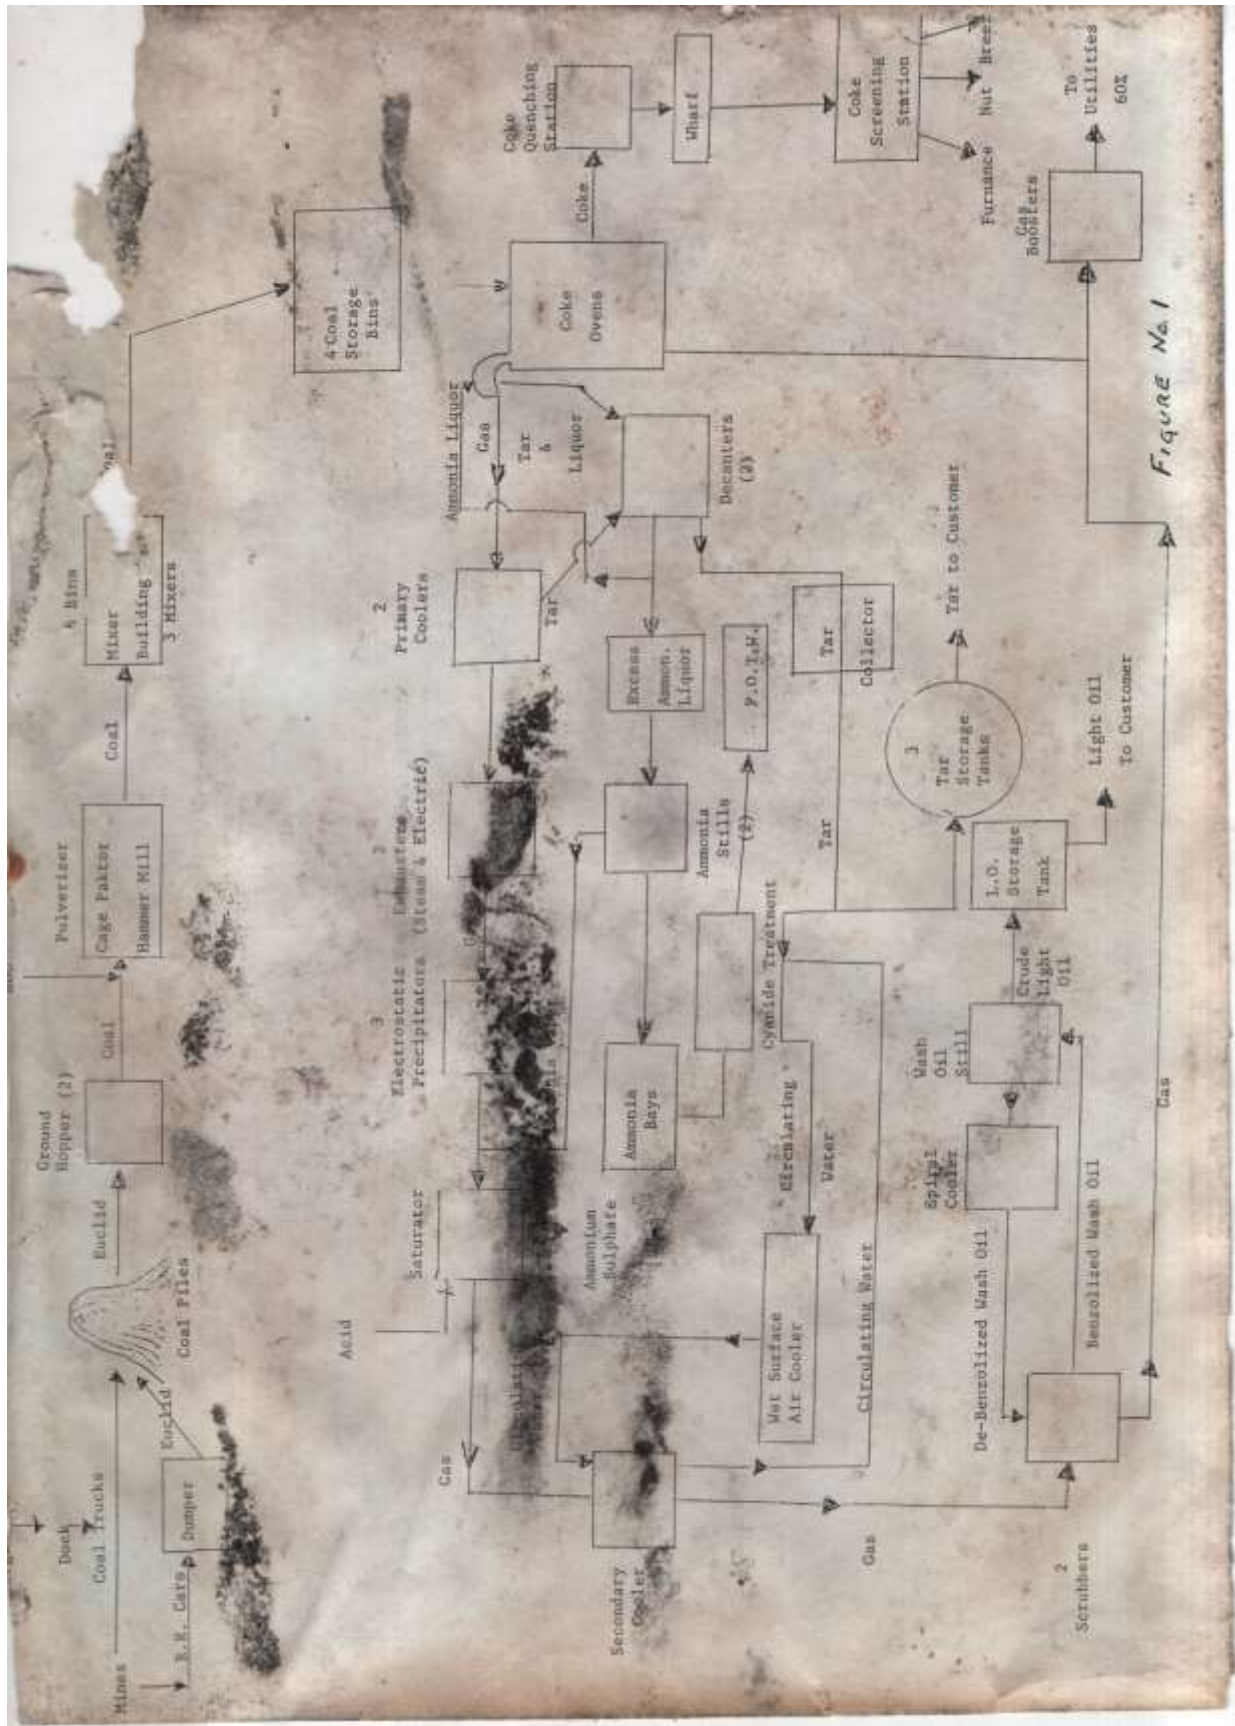 Mines
Dock
Coal Trucks
R.R. Cars
Dumper
Euclid
Coal Piles
Euclid
Ground
Hopper (2)
Coal
Pulverizer
Cage Paktor
Hammer Mill
Coal
4 Bins
Mixer
Building
3 Mixers
4 Coal
Storage
Bins
Acid
Saturator
3
Electrostatic
Precipitators
2
Exhausters
(Steam & Electric)
2
Primary
Coolers
Gas
Ammonia Liquor
Gas
Tar
&
Liquor
Tar
Coke
Ovens
Coke
Coke
Quenching
Station
Wharf
Coke
Screening
Station
Furnance
Nut
Secondary
Cooler
Ammonium
Sulphate
Ammonia
Bays
Ammonia
Stills
(2)
Excess
Ammon.
Liquor
Decanters
(2)
P.O.T.W.
Cyanide Treatment
Wet Surface
Air Cooler
Circulating
Water
Circulating Water
Tar
Tar
Collector
3
Tar
Storage
Tanks
Tar to Customer
Gas
De-Benzolized Wash Oil
Spiral
Cooler
Wash
Oil
Still
Crude
Light
Oil
L.O.
Storage
Tank
Light Oil
To Customer
Benzolized Wash Oil
2
Scrubbers
Gas
Gas
Boosters
To
Utilities
60%
FIGURE No. 1